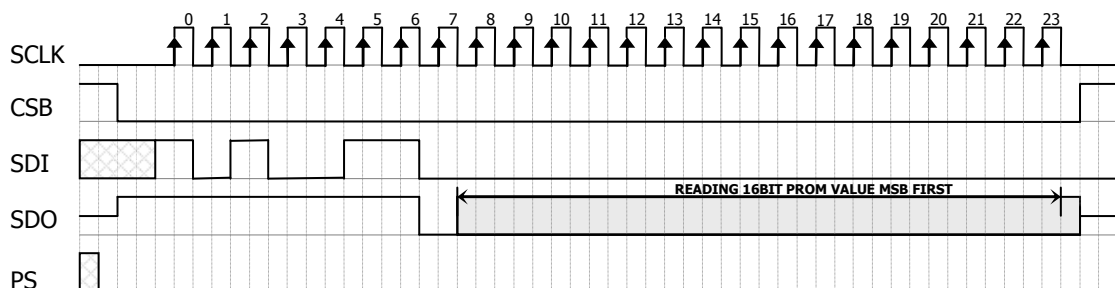 0 1 2 3 4 5 6 7 8 9 10 11 12 13 14 15 16 17 18 19 20 21 22 23
SCLK
CSB
SDI
READING 16BIT PROM VALUE MSB FIRST
SDO
PS